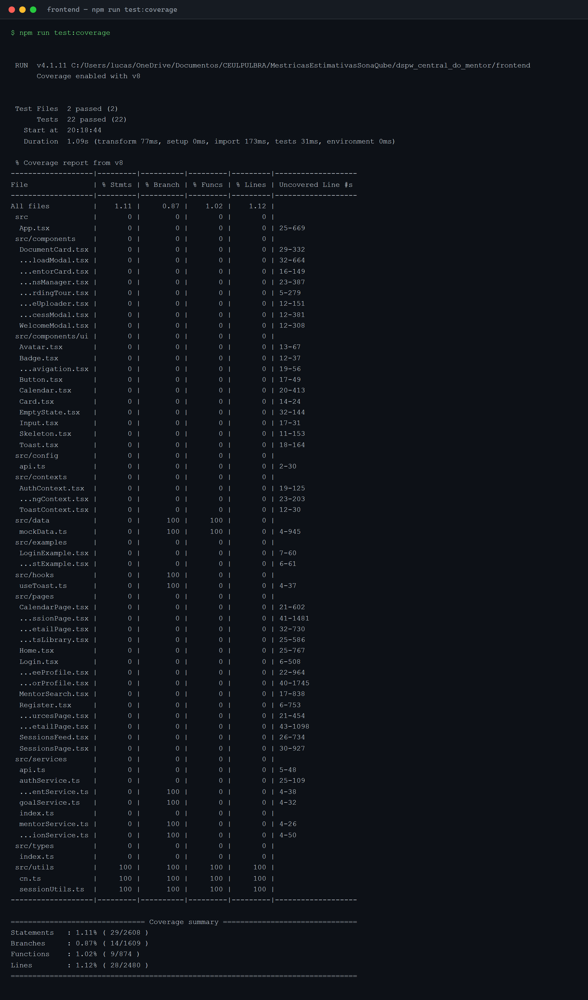 frontend — npm run test:coverage
$ npm run test:coverage
RUN  v4.1.11 C:/Users/lucas/OneDrive/Documentos/CEULPULBRA/MestricasEstimativasSonaQube/dspw_central_do_mentor/frontend
Coverage enabled with v8
Test Files  2 passed (2)
Tests  22 passed (22)
Start at  20:18:44
Duration  1.09s (transform 77ms, setup 0ms, import 173ms, tests 31ms, environment 0ms)
% Coverage report from v8
-------------------|---------|----------|---------|---------|-------------------
File               | % Stmts | % Branch | % Funcs | % Lines | Uncovered Line #s
-------------------|---------|----------|---------|---------|-------------------
All files          |    1.11 |     0.87 |    1.02 |    1.12 |
 src               |       0 |        0 |       0 |       0 |
  App.tsx          |       0 |        0 |       0 |       0 | 25-669
 src/components    |       0 |        0 |       0 |       0 |
  DocumentCard.tsx |       0 |        0 |       0 |       0 | 29-332
  ...loadModal.tsx |       0 |        0 |       0 |       0 | 32-664
  ...entorCard.tsx |       0 |        0 |       0 |       0 | 16-149
  ...nsManager.tsx |       0 |        0 |       0 |       0 | 23-387
  ...rdingTour.tsx |       0 |        0 |       0 |       0 | 5-279
  ...eUploader.tsx |       0 |        0 |       0 |       0 | 12-151
  ...cessModal.tsx |       0 |        0 |       0 |       0 | 12-381
  WelcomeModal.tsx |       0 |        0 |       0 |       0 | 12-308
 src/components/ui |       0 |        0 |       0 |       0 |
  Avatar.tsx       |       0 |        0 |       0 |       0 | 13-67
  Badge.tsx        |       0 |        0 |       0 |       0 | 12-37
  ...avigation.tsx |       0 |        0 |       0 |       0 | 19-56
  Button.tsx       |       0 |        0 |       0 |       0 | 17-49
  Calendar.tsx     |       0 |        0 |       0 |       0 | 20-413
  Card.tsx         |       0 |        0 |       0 |       0 | 14-24
  EmptyState.tsx   |       0 |        0 |       0 |       0 | 32-144
  Input.tsx        |       0 |        0 |       0 |       0 | 17-31
  Skeleton.tsx     |       0 |        0 |       0 |       0 | 11-153
  Toast.tsx        |       0 |        0 |       0 |       0 | 18-164
 src/config        |       0 |        0 |       0 |       0 |
  api.ts           |       0 |        0 |       0 |       0 | 2-30
 src/contexts      |       0 |        0 |       0 |       0 |
  AuthContext.tsx  |       0 |        0 |       0 |       0 | 19-125
  ...ngContext.tsx |       0 |        0 |       0 |       0 | 23-203
  ToastContext.tsx |       0 |        0 |       0 |       0 | 12-30
 src/data          |       0 |      100 |     100 |       0 |
  mockData.ts      |       0 |      100 |     100 |       0 | 4-945
 src/examples      |       0 |        0 |       0 |       0 |
  LoginExample.tsx |       0 |        0 |       0 |       0 | 7-60
  ...stExample.tsx |       0 |        0 |       0 |       0 | 6-61
 src/hooks         |       0 |      100 |       0 |       0 |
  useToast.ts      |       0 |      100 |       0 |       0 | 4-37
 src/pages         |       0 |        0 |       0 |       0 |
  CalendarPage.tsx |       0 |        0 |       0 |       0 | 21-602
  ...ssionPage.tsx |       0 |        0 |       0 |       0 | 41-1481
  ...etailPage.tsx |       0 |        0 |       0 |       0 | 32-730
  ...tsLibrary.tsx |       0 |        0 |       0 |       0 | 25-586
  Home.tsx         |       0 |        0 |       0 |       0 | 25-767
  Login.tsx        |       0 |        0 |       0 |       0 | 6-508
  ...eeProfile.tsx |       0 |        0 |       0 |       0 | 22-964
  ...orProfile.tsx |       0 |        0 |       0 |       0 | 40-1745
  MentorSearch.tsx |       0 |        0 |       0 |       0 | 17-838
  Register.tsx     |       0 |        0 |       0 |       0 | 6-753
  ...urcesPage.tsx |       0 |        0 |       0 |       0 | 21-454
  ...etailPage.tsx |       0 |        0 |       0 |       0 | 43-1098
  SessionsFeed.tsx |       0 |        0 |       0 |       0 | 26-734
  SessionsPage.tsx |       0 |        0 |       0 |       0 | 30-927
 src/services      |       0 |        0 |       0 |       0 |
  api.ts           |       0 |        0 |       0 |       0 | 5-48
  authService.ts   |       0 |        0 |       0 |       0 | 25-109
  ...entService.ts |       0 |      100 |       0 |       0 | 4-38
  goalService.ts   |       0 |      100 |       0 |       0 | 4-32
  index.ts         |       0 |        0 |       0 |       0 |
  mentorService.ts |       0 |      100 |       0 |       0 | 4-26
  ...ionService.ts |       0 |      100 |       0 |       0 | 4-50
 src/types         |       0 |        0 |       0 |       0 |
  index.ts         |       0 |        0 |       0 |       0 |
 src/utils         |     100 |      100 |     100 |     100 |
  cn.ts            |     100 |      100 |     100 |     100 |
  sessionUtils.ts  |     100 |      100 |     100 |     100 |
-------------------|---------|----------|---------|---------|-------------------
=============================== Coverage summary ===============================
Statements   : 1.11% ( 29/2608 )
Branches     : 0.87% ( 14/1609 )
Functions    : 1.02% ( 9/874 )
Lines        : 1.12% ( 28/2480 )
================================================================================